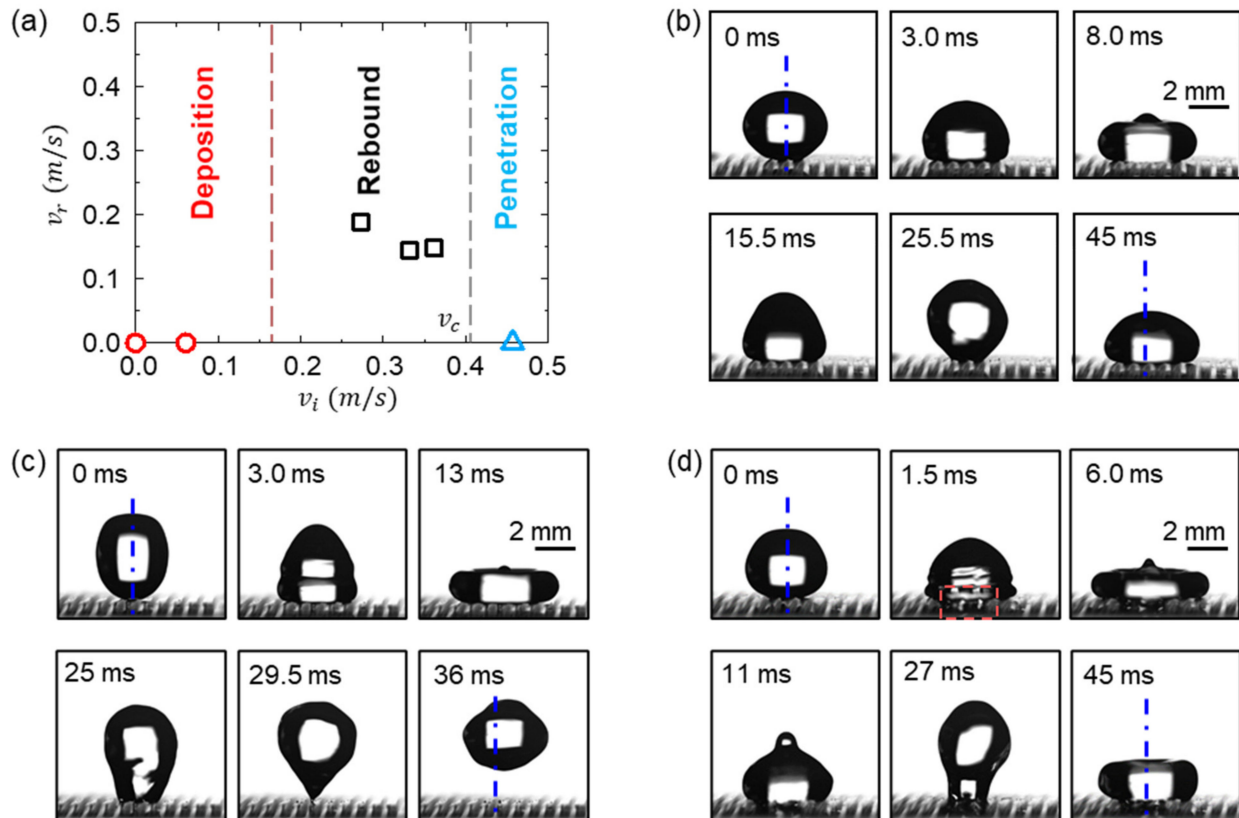 (a)
0.5
0.4
0.3
0.2
0.1
0.0
v_r (m/s)
Deposition
Rebound
Penetration
v_c
0.0 0.1 0.2 0.3 0.4 0.5
v_i (m/s)
(b)
0 ms 3.0 ms 8.0 ms
2 mm
15.5 ms 25.5 ms 45 ms
(c)
0 ms 3.0 ms 13 ms
2 mm
25 ms 29.5 ms 36 ms
(d)
0 ms 1.5 ms 6.0 ms
2 mm
11 ms 27 ms 45 ms